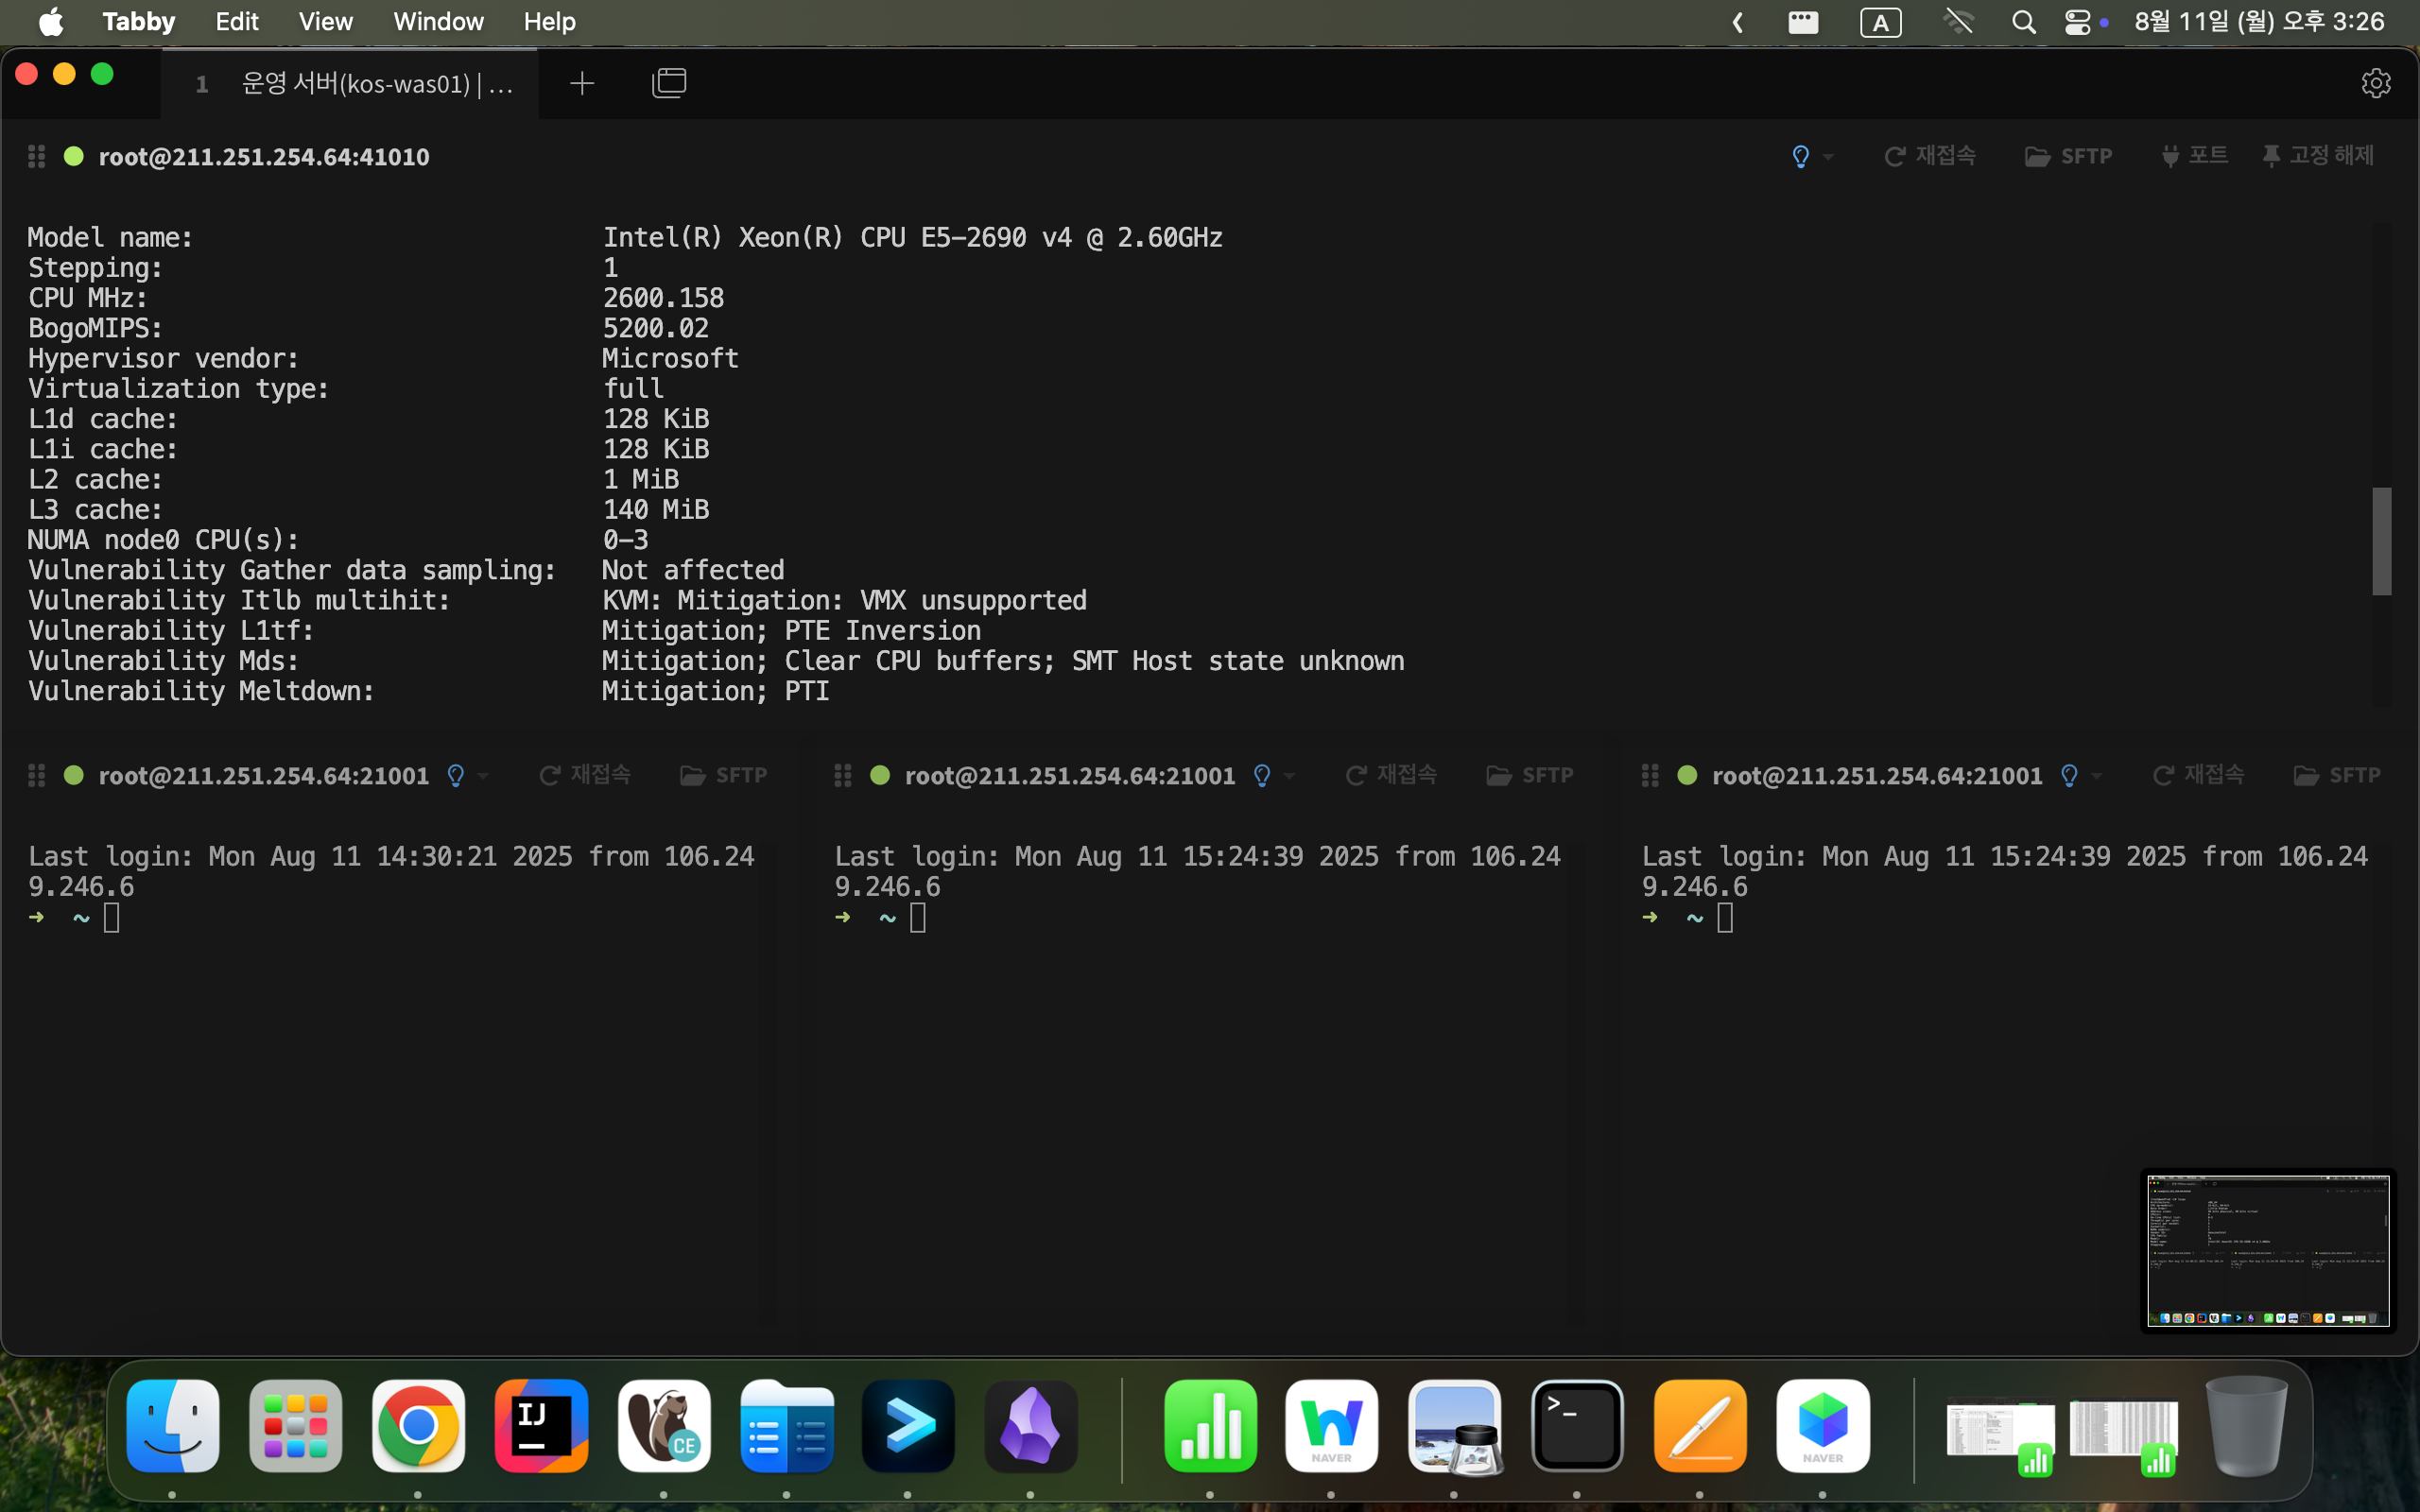 Tabby Edit View Window Help
A 8월 11일 (월) 오후 3:26
1 운영 서버(kos-was01) | …
root@211.251.254.64:41010 재접속 SFTP 포트 고정 해제
Model name: Intel(R) Xeon(R) CPU E5-2690 v4 @ 2.60GHz
Stepping: 1
CPU MHz: 2600.158
BogoMIPS: 5200.02
Hypervisor vendor: Microsoft
Virtualization type: full
L1d cache: 128 KiB
L1i cache: 128 KiB
L2 cache: 1 MiB
L3 cache: 140 MiB
NUMA node0 CPU(s): 0-3
Vulnerability Gather data sampling: Not affected
Vulnerability Itlb multihit: KVM: Mitigation: VMX unsupported
Vulnerability L1tf: Mitigation; PTE Inversion
Vulnerability Mds: Mitigation; Clear CPU buffers; SMT Host state unknown
Vulnerability Meltdown: Mitigation; PTI
root@211.251.254.64:21001 재접속 SFTP
Last login: Mon Aug 11 14:30:21 2025 from 106.24
9.246.6
➜ ~
root@211.251.254.64:21001 재접속 SFTP
Last login: Mon Aug 11 15:24:39 2025 from 106.24
9.246.6
➜ ~
root@211.251.254.64:21001 재접속 SFTP
Last login: Mon Aug 11 15:24:39 2025 from 106.24
9.246.6
➜ ~
IJ
CE
NAVER
>_
NAVER